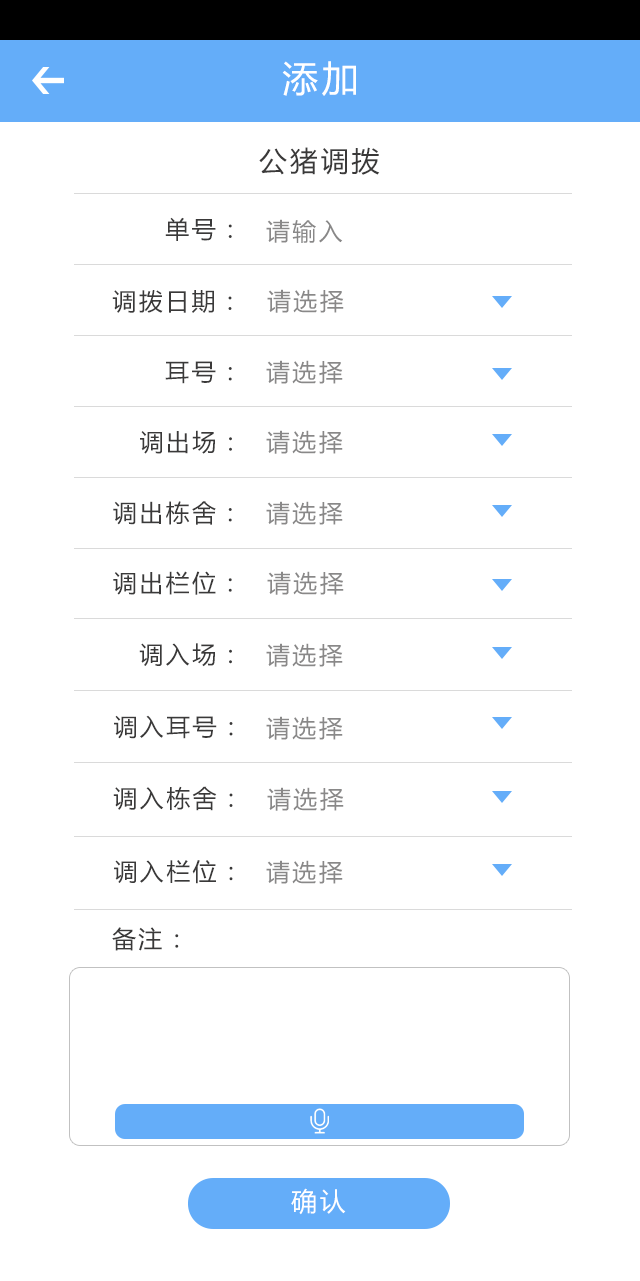 添加
公猪调拨
单号： 请输入
调拨日期： 请选择
耳号： 请选择
调出场： 请选择
调出栋舍： 请选择
调出栏位： 请选择
调入场： 请选择
调入耳号： 请选择
调入栋舍： 请选择
调入栏位： 请选择
备注：
确认